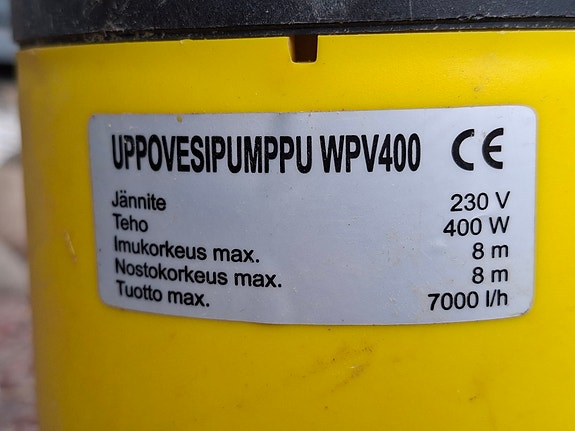 UPPOVESIPUMPPU WPV400 CE
Jännite 230 V
Teho 400 W
Imukorkeus max. 8 m
Nostokorkeus max. 8 m
Tuotto max. 7000 l/h